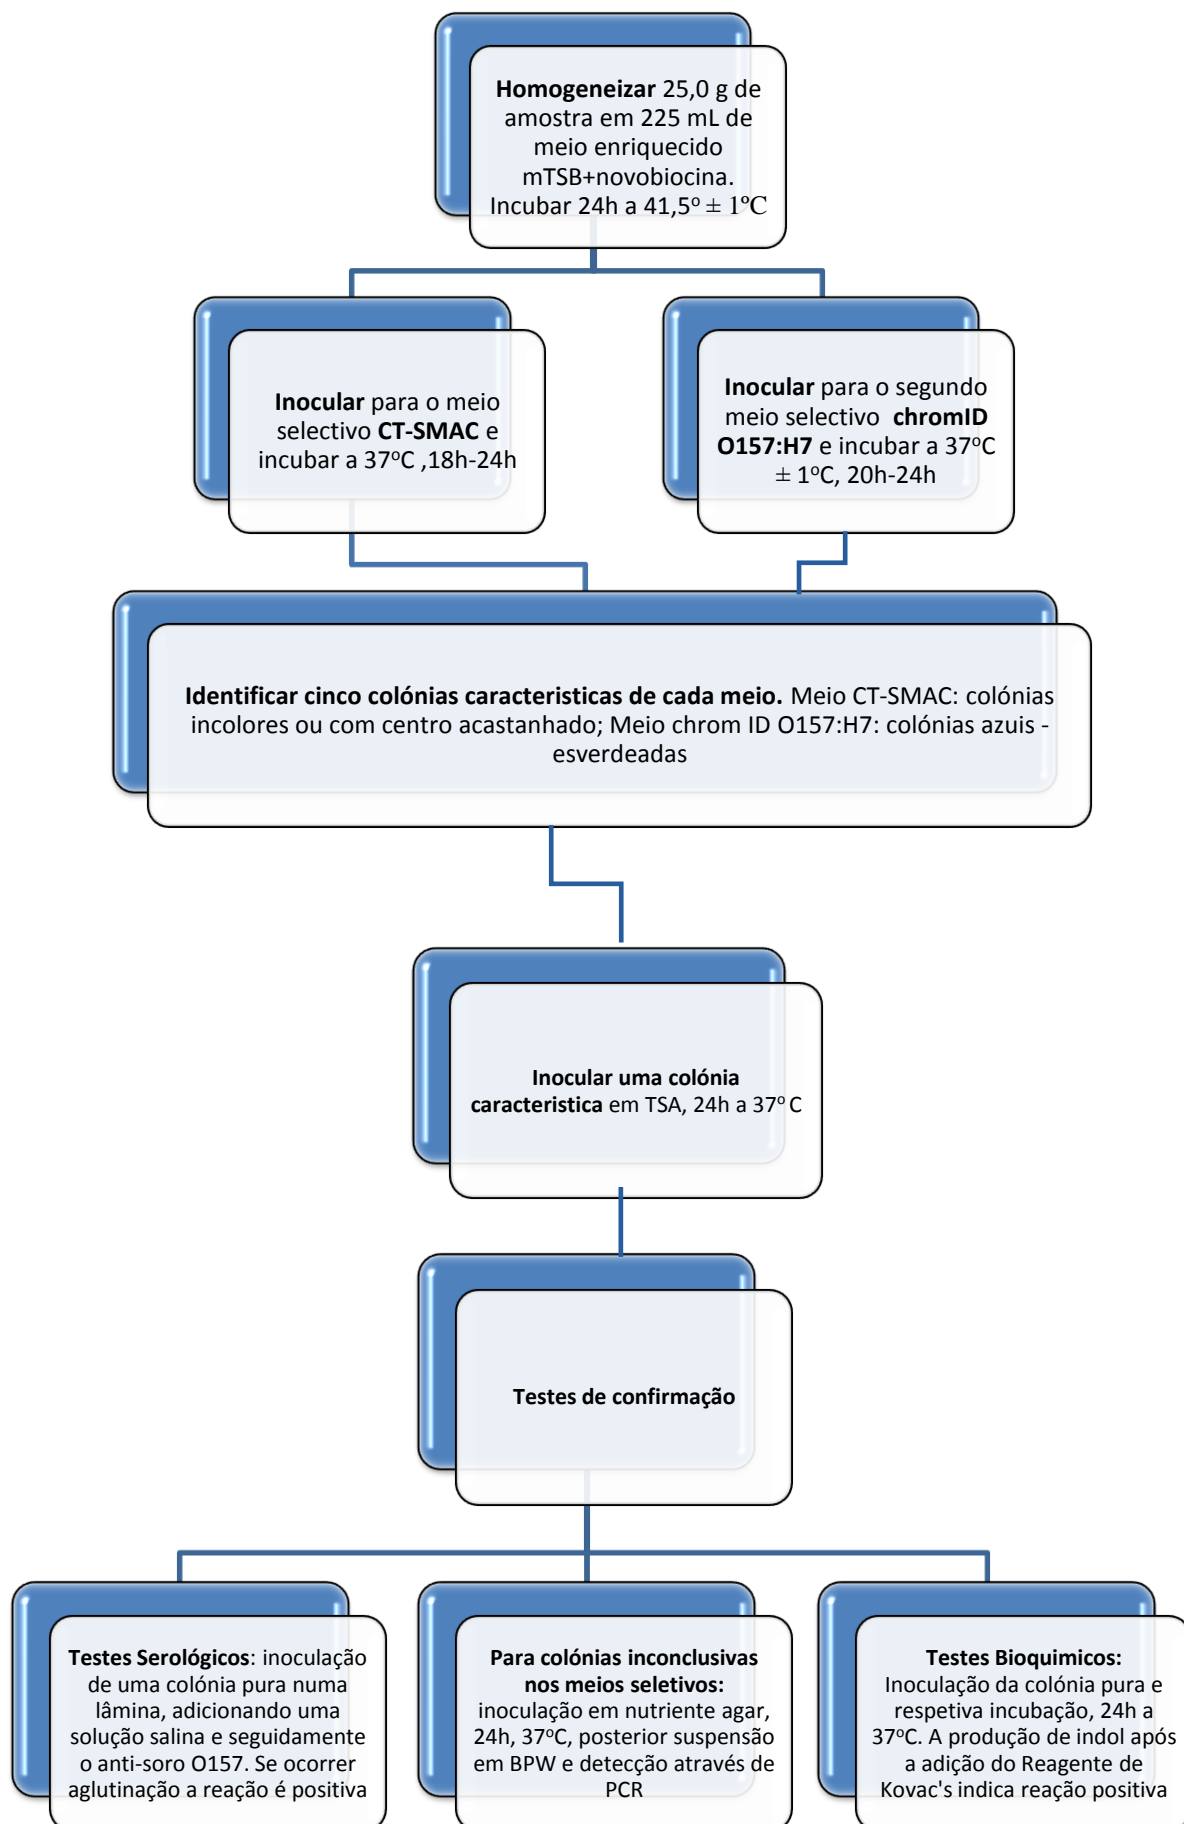 Homogeneizar 25,0 g de
amostra em 225 mL de
meio enriquecido
mTSB+novobiocina.
Incubar 24h a 41,5º ± 1ºC
Inocular para o meio
selectivo CT-SMAC e
incubar a 37ºC ,18h-24h
Inocular para o segundo
meio selectivo chromID
O157:H7 e incubar a 37ºC
± 1ºC, 20h-24h
Identificar cinco colónias caracteristicas de cada meio. Meio CT-SMAC: colónias
incolores ou com centro acastanhado; Meio chrom ID O157:H7: colónias azuis -
esverdeadas
Inocular uma colónia
caracteristica em TSA, 24h a 37º C
Testes de confirmação
Testes Serológicos: inoculação
de uma colónia pura numa
lâmina, adicionando uma
solução salina e seguidamente
o anti-soro O157. Se ocorrer
aglutinação a reação é positiva
Para colónias inconclusivas
nos meios seletivos:
inoculação em nutriente agar,
24h, 37ºC, posterior suspensão
em BPW e detecção através de
PCR
Testes Bioquimicos:
Inoculação da colónia pura e
respetiva incubação, 24h a
37ºC. A produção de indol após
a adição do Reagente de
Kovac's indica reação positiva